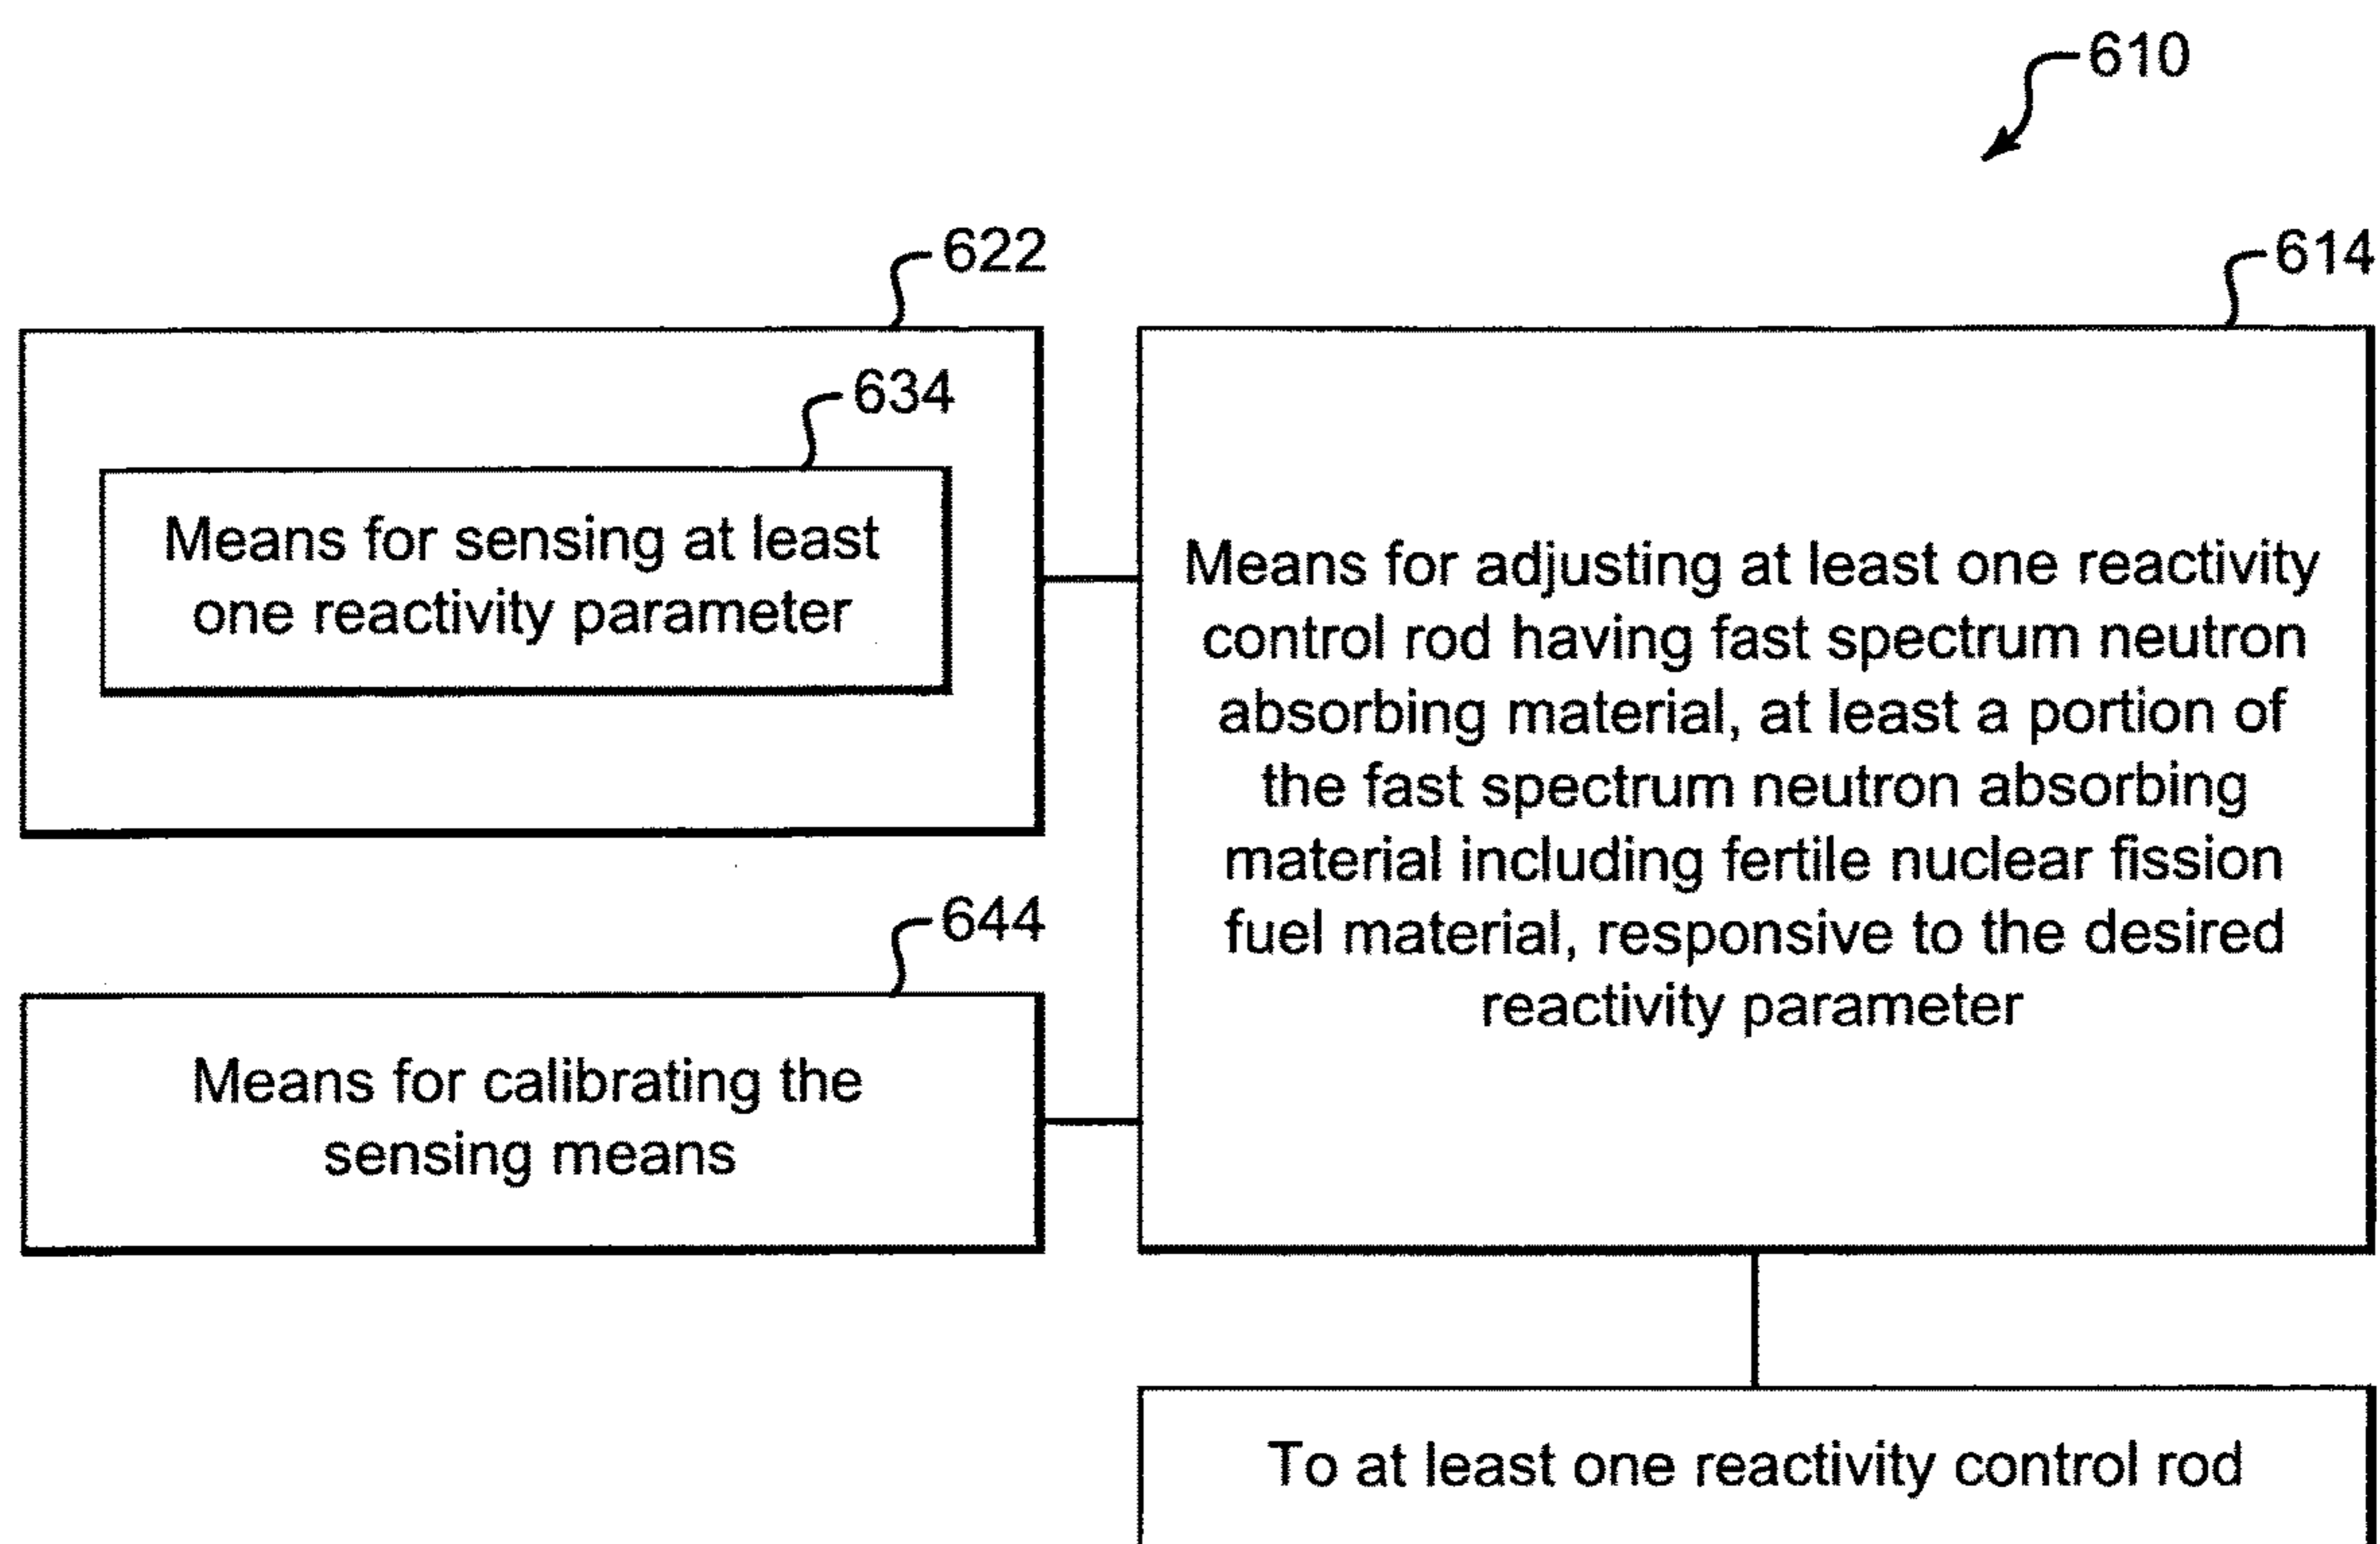 610
622
614
634
Means for sensing at least
one reactivity parameter
Means for adjusting at least one reactivity
control rod having fast spectrum neutron
absorbing material, at least a portion of
the fast spectrum neutron absorbing
material including fertile nuclear fission
fuel material, responsive to the desired
reactivity parameter
644
Means for calibrating the
sensing means
To at least one reactivity control rod